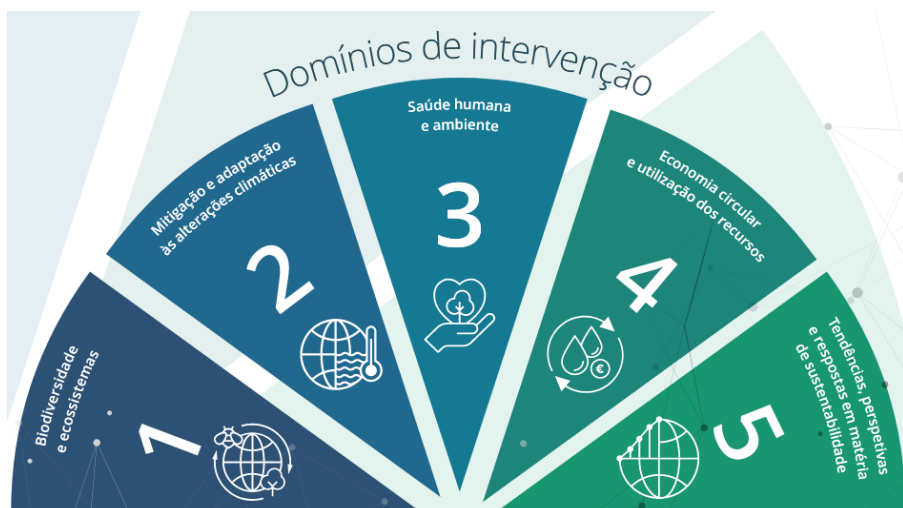 Domínios de intervenção
Biodiversidade
e ecossistemas
1
Mitigação e adaptação
às alterações climáticas
2
Saúde humana
e ambiente
3
Economia circular
e utilização dos recursos
4
€
Tendências, perspetivas
e respostas em matéria
de sustentabilidade
5